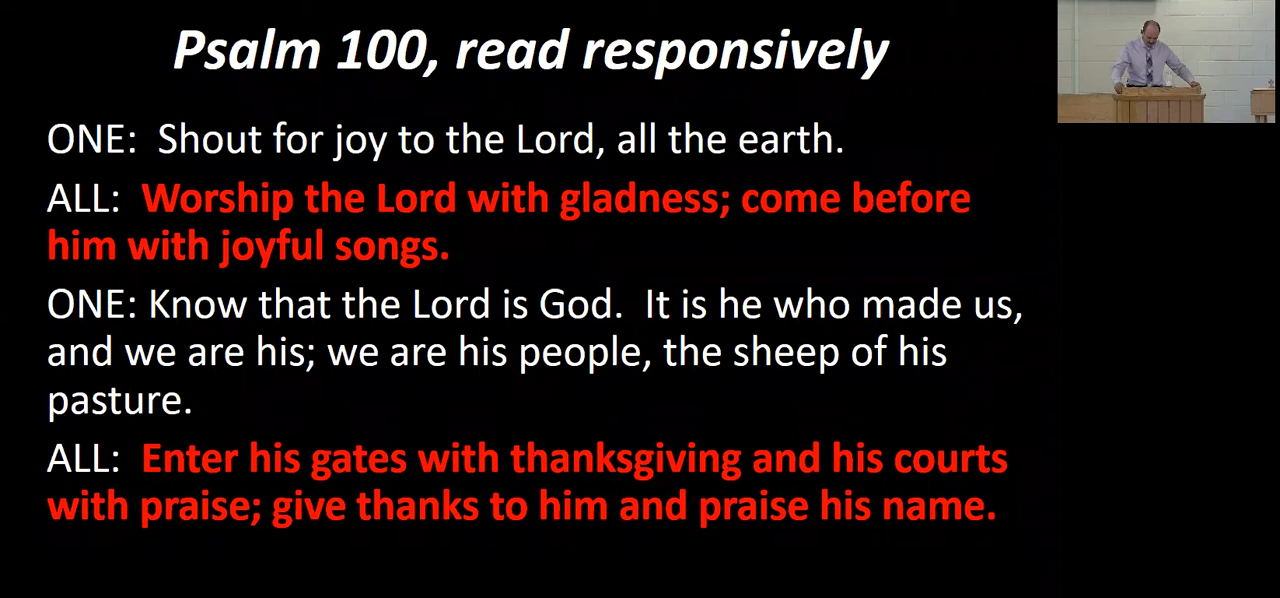 Psalm 100, read responsively
ONE:  Shout for joy to the Lord, all the earth.
ALL:  Worship the Lord with gladness; come before
him with joyful songs.
ONE: Know that the Lord is God.  It is he who made us,
and we are his; we are his people, the sheep of his
pasture.
ALL:  Enter his gates with thanksgiving and his courts
with praise; give thanks to him and praise his name.